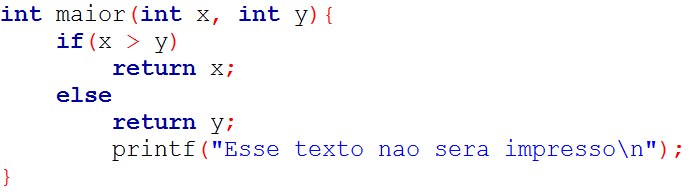 int maior(int x, int y){
    if(x > y)
        return x;
    else
        return y;
        printf("Esse texto nao sera impresso\n");
}